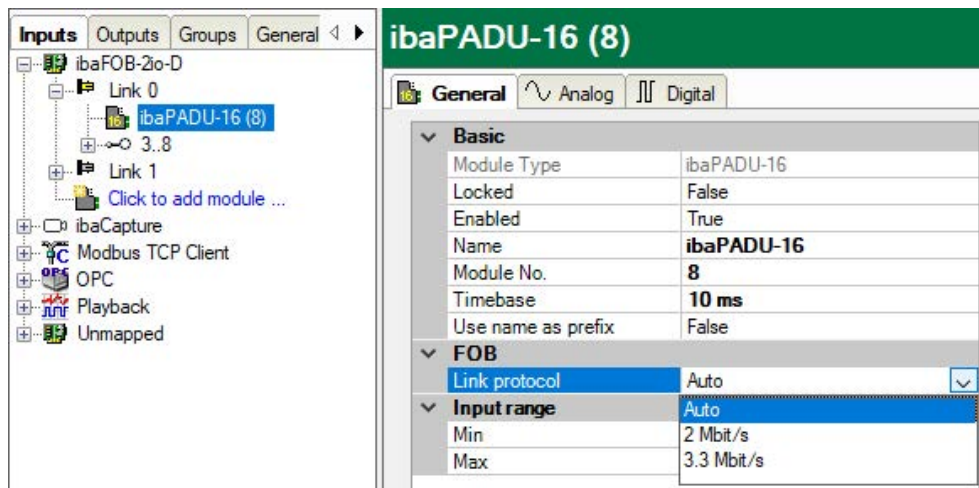 Inputs Outputs Groups General
ibaFOB-2io-D
Link 0
ibaPADU-16 (8)
3..8
Link 1
Click to add module ...
ibaCapture
Modbus TCP Client
OPC
Playback
Unmapped
ibaPADU-16 (8)
General Analog Digital
Basic
Module Type ibaPADU-16
Locked False
Enabled True
Name ibaPADU-16
Module No. 8
Timebase 10 ms
Use name as prefix False
FOB
Link protocol Auto
Input range Auto
Min 2 Mbit/s
Max 3.3 Mbit/s